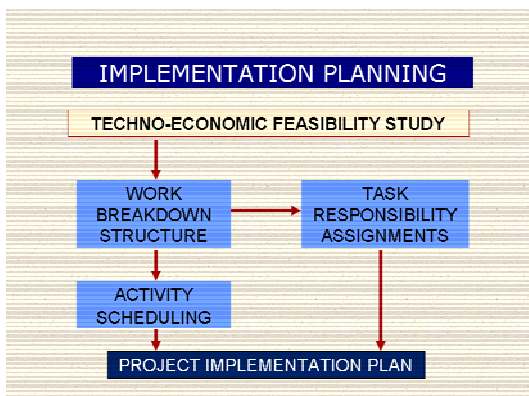 IMPLEMENTATION PLANNING
TECHNO-ECONOMIC FEASIBILITY STUDY
WORK
BREAKDOWN
STRUCTURE
TASK
RESPONSIBILITY
ASSIGNMENTS
ACTIVITY
SCHEDULING
PROJECT IMPLEMENTATION PLAN